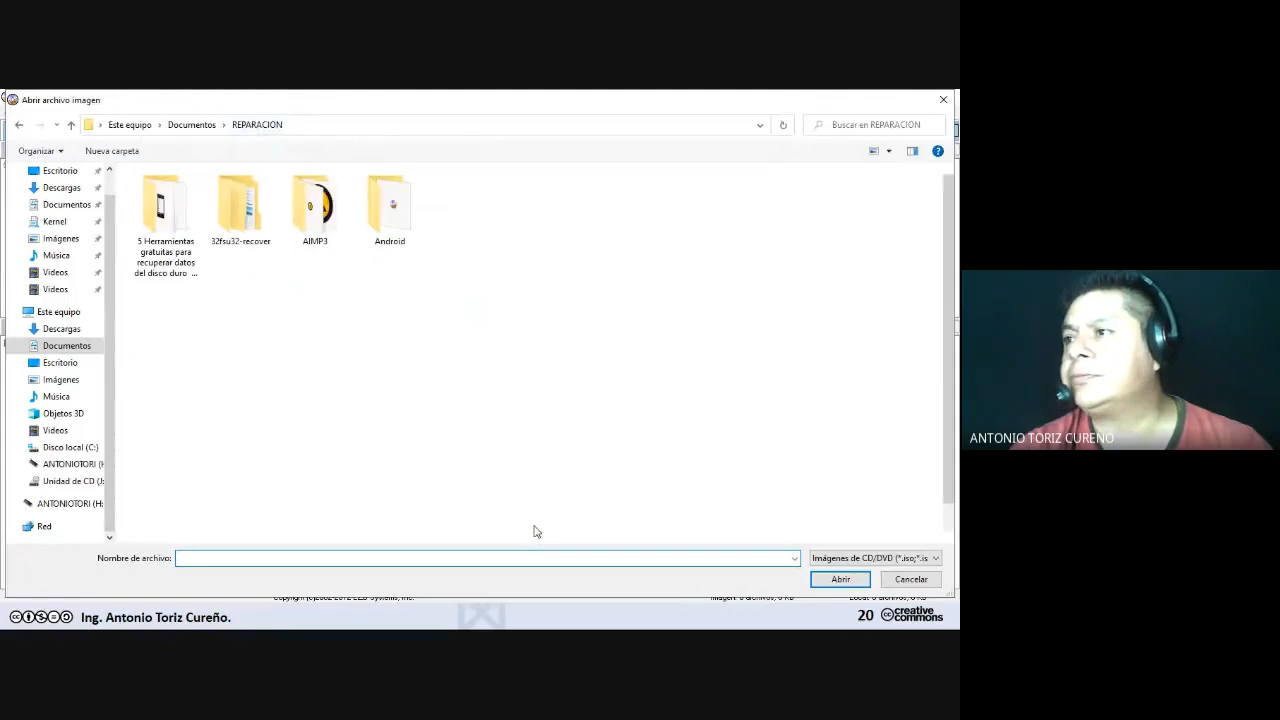 Abrir archivo imagen
Este equipo > Documentos > REPARACION
Buscar en REPARACION
Organizar
Nueva carpeta
Escritorio
Descargas
Documentos
Kernel
Imágenes
Música
Videos
Videos
Este equipo
Descargas
Documentos
Escritorio
Imágenes
Música
Objetos 3D
Videos
Disco local (C:)
ANTONIOTORI (H
Unidad de CD (J:
ANTONIOTORI (H:
Red
5 Herramientas
gratuitas para
recuperar datos
del disco duro ...
32fsu32-recover
AIMP3
Android
Nombre de archivo:
Imágenes de CD/DVD (*.iso;*.is
Abrir
Cancelar
Ing. Antonio Toriz Cureño.
20
creative
commons
ANTONIO TORIZ CUREÑO